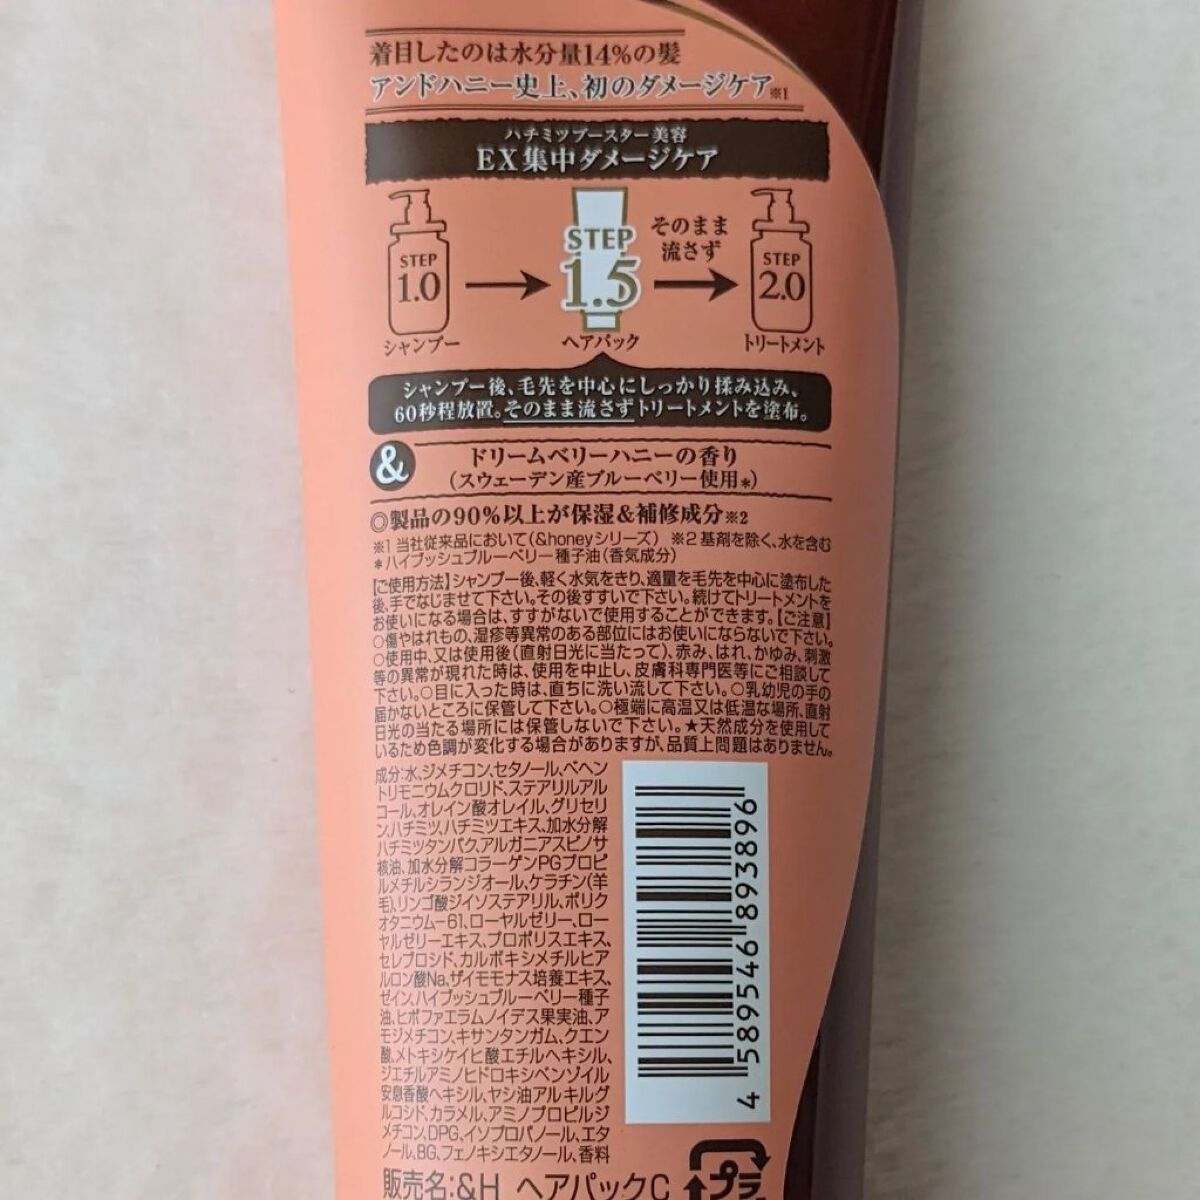 着目したのは水分量14%の髪
アンドハニー史上、初のダメージケア※1
ハチミツブースター美容
EX集中ダメージケア
STEP
1.0
シャンプー
STEP
1.5
ヘアパック
そのまま
流さず
STEP
2.0
トリートメント
シャンプー後、毛先を中心にしっかり揉み込み、
60秒程放置。そのまま流さずトリートメントを塗布。
&
ドリームベリーハニーの香り
(スウェーデン産ブルーベリー使用*)
◎製品の90%以上が保湿&補修成分※2
※1 当社従来品において(&honeyシリーズ) ※2 基剤を除く、水を含む
*ハイブッシュブルーベリー種子油(香気成分)
【ご使用方法】シャンプー後、軽く水気をきり、適量を毛先を中心に塗布した
後、手でなじませて下さい。その後すすいで下さい。続けてトリートメントを
お使いになる場合は、すすがないで使用することができます。【ご注意】
○傷やはれもの、湿疹等異常のある部位にはお使いにならないで下さい。
○使用中、又は使用後(直射日光に当たって)、赤み、はれ、かゆみ、刺激
等の異常が現れた時は、使用を中止し、皮膚科専門医等にご相談して
下さい。○目に入った時は、直ちに洗い流して下さい。○乳幼児の手の
届かないところに保管して下さい。○極端に高温又は低温な場所、直射
日光の当たる場所には保管しないで下さい。★天然成分を使用して
いるため色調が変化する場合がありますが、品質上問題はありません。
成分:水、ジメチコン、セタノール、ベヘン
トリモニウムクロリド、ステアリルアル
コール、オレイン酸オレイル、グリセリ
ン、ハチミツ、ハチミツエキス、加水分解
ハチミツタンパク、アルガニアスピノサ
核油、加水分解コラーゲンPGプロピ
ルメチルシランジオール、ケラチン(羊
毛)、リンゴ酸ジイソステアリル、ポリク
オタニウムー61、ローヤルゼリー、ロー
ヤルゼリーエキス、プロポリスエキス、
セレブロシド、カルボキシメチルヒア
ルロン酸Na、ザイモモナス培養エキス、
ゼイン、ハイブッシュブルーベリー種子
油、ヒポファエラムノイデス果実油、ア
モジメチコン、キサンタンガム、クエン
酸、メトキシケイヒ酸エチルヘキシル、
ジエチルアミノヒドロキシベンゾイル
安息香酸ヘキシル、ヤシ油アルキルグ
ルコシド、カラメル、アミノプロピルジ
メチコン、DPG、イソプロパノール、エタ
ノール、BG、フェノキシエタノール、香料
4 589546 893896
販売名:&H ヘアパックC
プラ